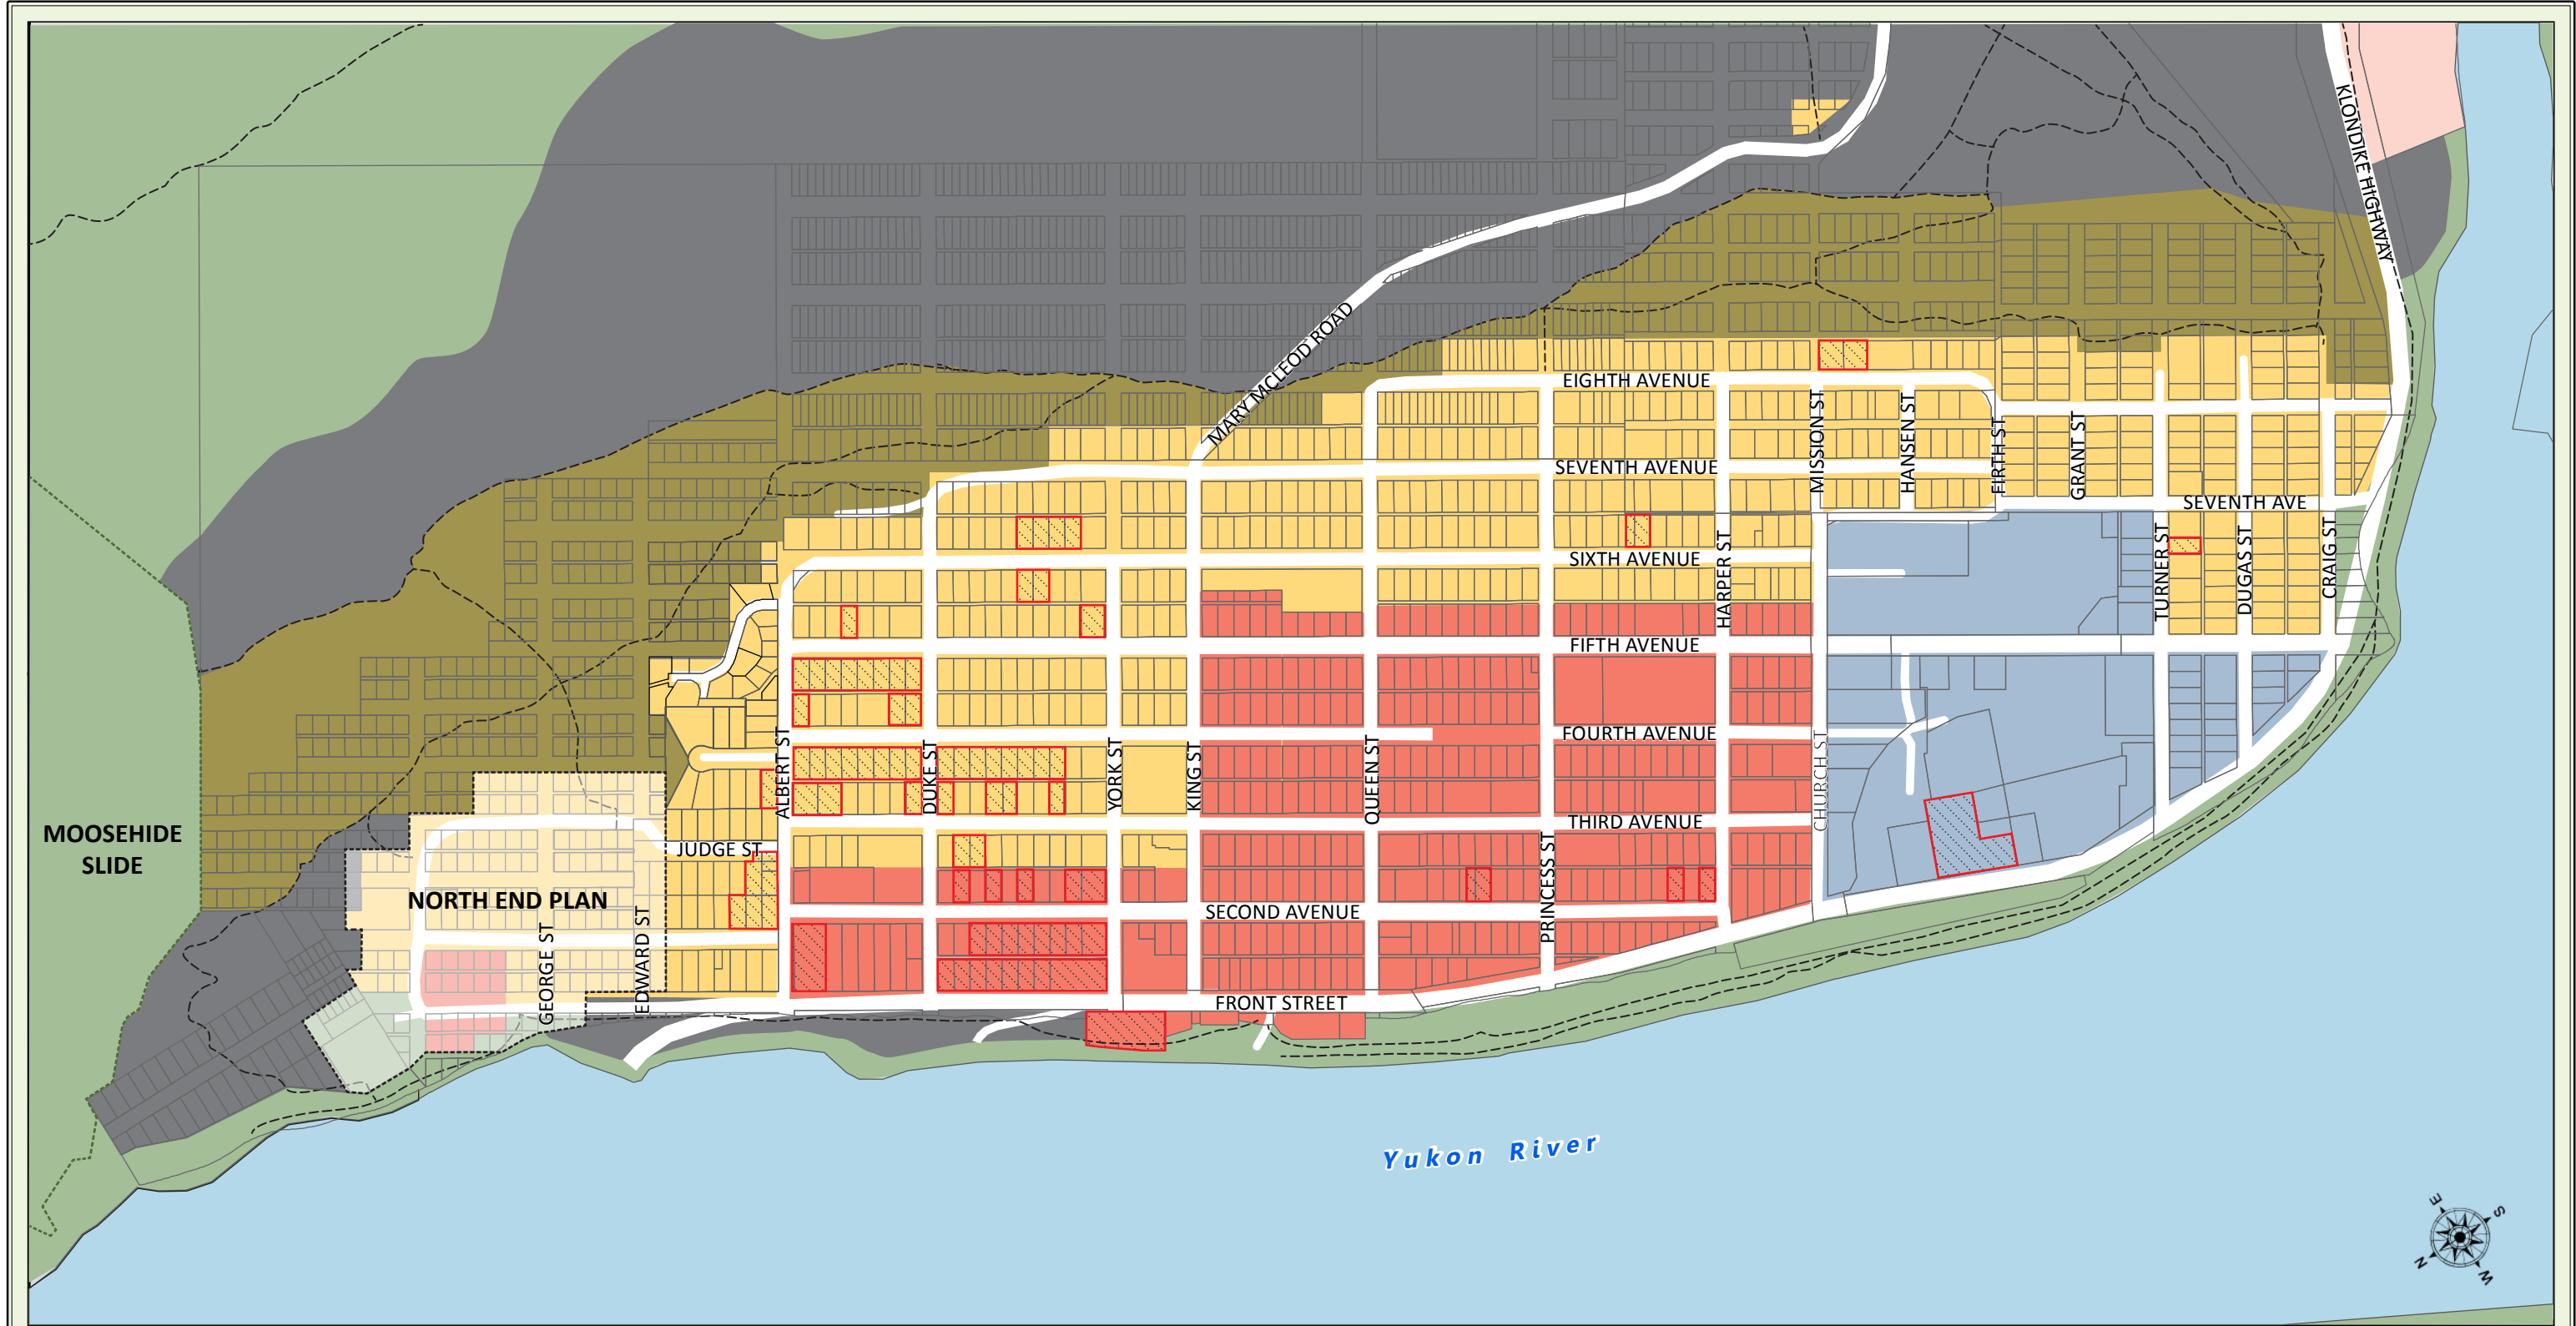 KLONDIKE HIGHWAY
MARY MCLEOD ROAD
EIGHTH AVENUE
MISSION ST
HANSEN ST
FIRTH ST
GRANT ST
SEVENTH AVENUE
SEVENTH AVE
SIXTH AVENUE
HARPER ST
TURNER ST
DUGAS ST
CRAIG ST
FIFTH AVENUE
FOURTH AVENUE
ALBERT ST
DUKE ST
YORK ST
KING ST
QUEEN ST
CHURCH ST
THIRD AVENUE
MOOSEHIDE
SLIDE
JUDGE ST
PRINCESS ST
NORTH END PLAN
SECOND AVENUE
GEORGE ST
EDWARD ST
FRONT STREET
Yukon River
E
S
N
W